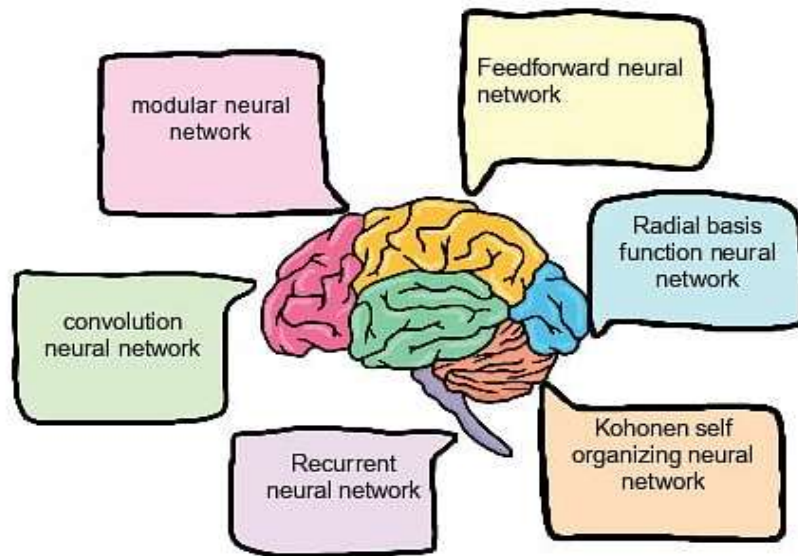 modular neural
network
Feedforward neural
network
Radial basis
function neural
network
convolution
neural network
Kohonen self
organizing neural
network
Recurrent
neural network